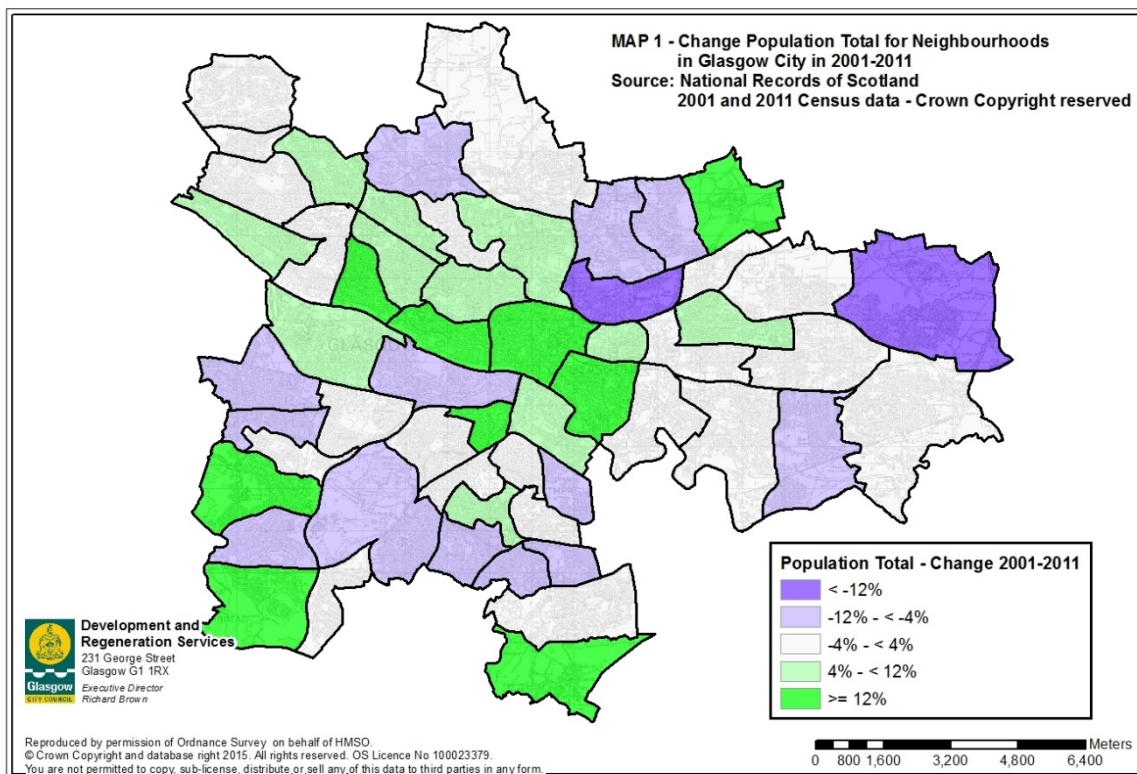 MAP 1 - Change Population Total for Neighbourhoods
in Glasgow City in 2001-2011
Source: National Records of Scotland
2001 and 2011 Census data - Crown Copyright reserved
Population Total - Change 2001-2011
< -12%
-12% - < -4%
-4% - < 4%
4% - < 12%
>= 12%
Development and
Regeneration Services
231 George Street
Glasgow G1 1RX
Executive Director
Richard Brown
Glasgow
CITY COUNCIL
Reproduced by permission of Ordnance Survey on behalf of HMSO.
© Crown Copyright and database right 2015. All rights reserved. OS Licence No 100023379.
You are not permitted to copy, sub-license, distribute or sell any of this data to third parties in any form.
Meters
0 800 1,600 3,200 4,800 6,400